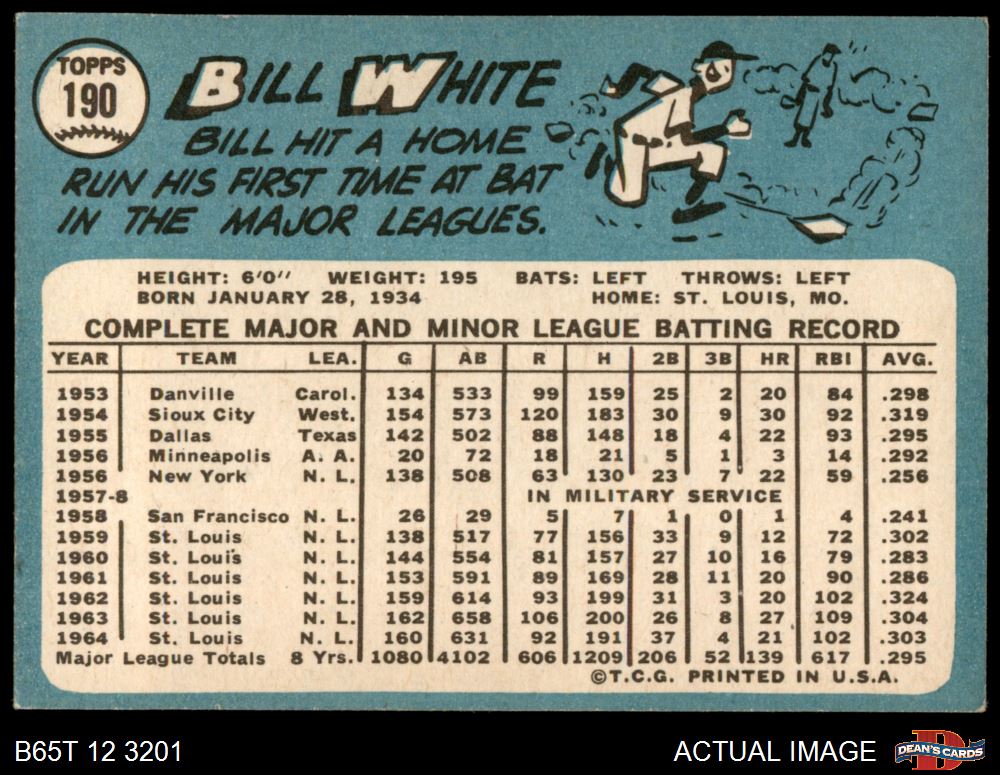 TOPPS
190
BILL WHITE
BILL HIT A HOME
RUN HIS FIRST TIME AT BAT
IN THE MAJOR LEAGUES.
HEIGHT: 6'0" WEIGHT: 195 BATS: LEFT THROWS: LEFT
BORN JANUARY 28, 1934 HOME: ST. LOUIS, MO.
COMPLETE MAJOR AND MINOR LEAGUE BATTING RECORD
YEAR TEAM LEA. G AB R H 2B 3B HR RBI AVG.
1953 Danville Carol. 134 533 99 159 25 2 20 84 .298
1954 Sioux City West. 154 573 120 183 30 9 30 92 .319
1955 Dallas Texas 142 502 88 148 18 4 22 93 .295
1956 Minneapolis A. A. 20 72 18 21 5 1 3 14 .292
1956 New York N. L. 138 508 63 130 23 7 22 59 .256
1957-8 IN MILITARY SERVICE
1958 San Francisco N. L. 26 29 5 7 1 0 1 4 .241
1959 St. Louis N. L. 138 517 77 156 33 9 12 72 .302
1960 St. Louis N. L. 144 554 81 157 27 10 16 79 .283
1961 St. Louis N. L. 153 591 89 169 28 11 20 90 .286
1962 St. Louis N. L. 159 614 93 199 31 3 20 102 .324
1963 St. Louis N. L. 162 658 106 200 26 8 27 109 .304
1964 St. Louis N. L. 160 631 92 191 37 4 21 102 .303
Major League Totals 8 Yrs. 1080 4102 606 1209 206 52 139 617 .295
©T.C.G. PRINTED IN U.S.A.
B65T 12 3201 ACTUAL IMAGE
DEAN'S CARDS